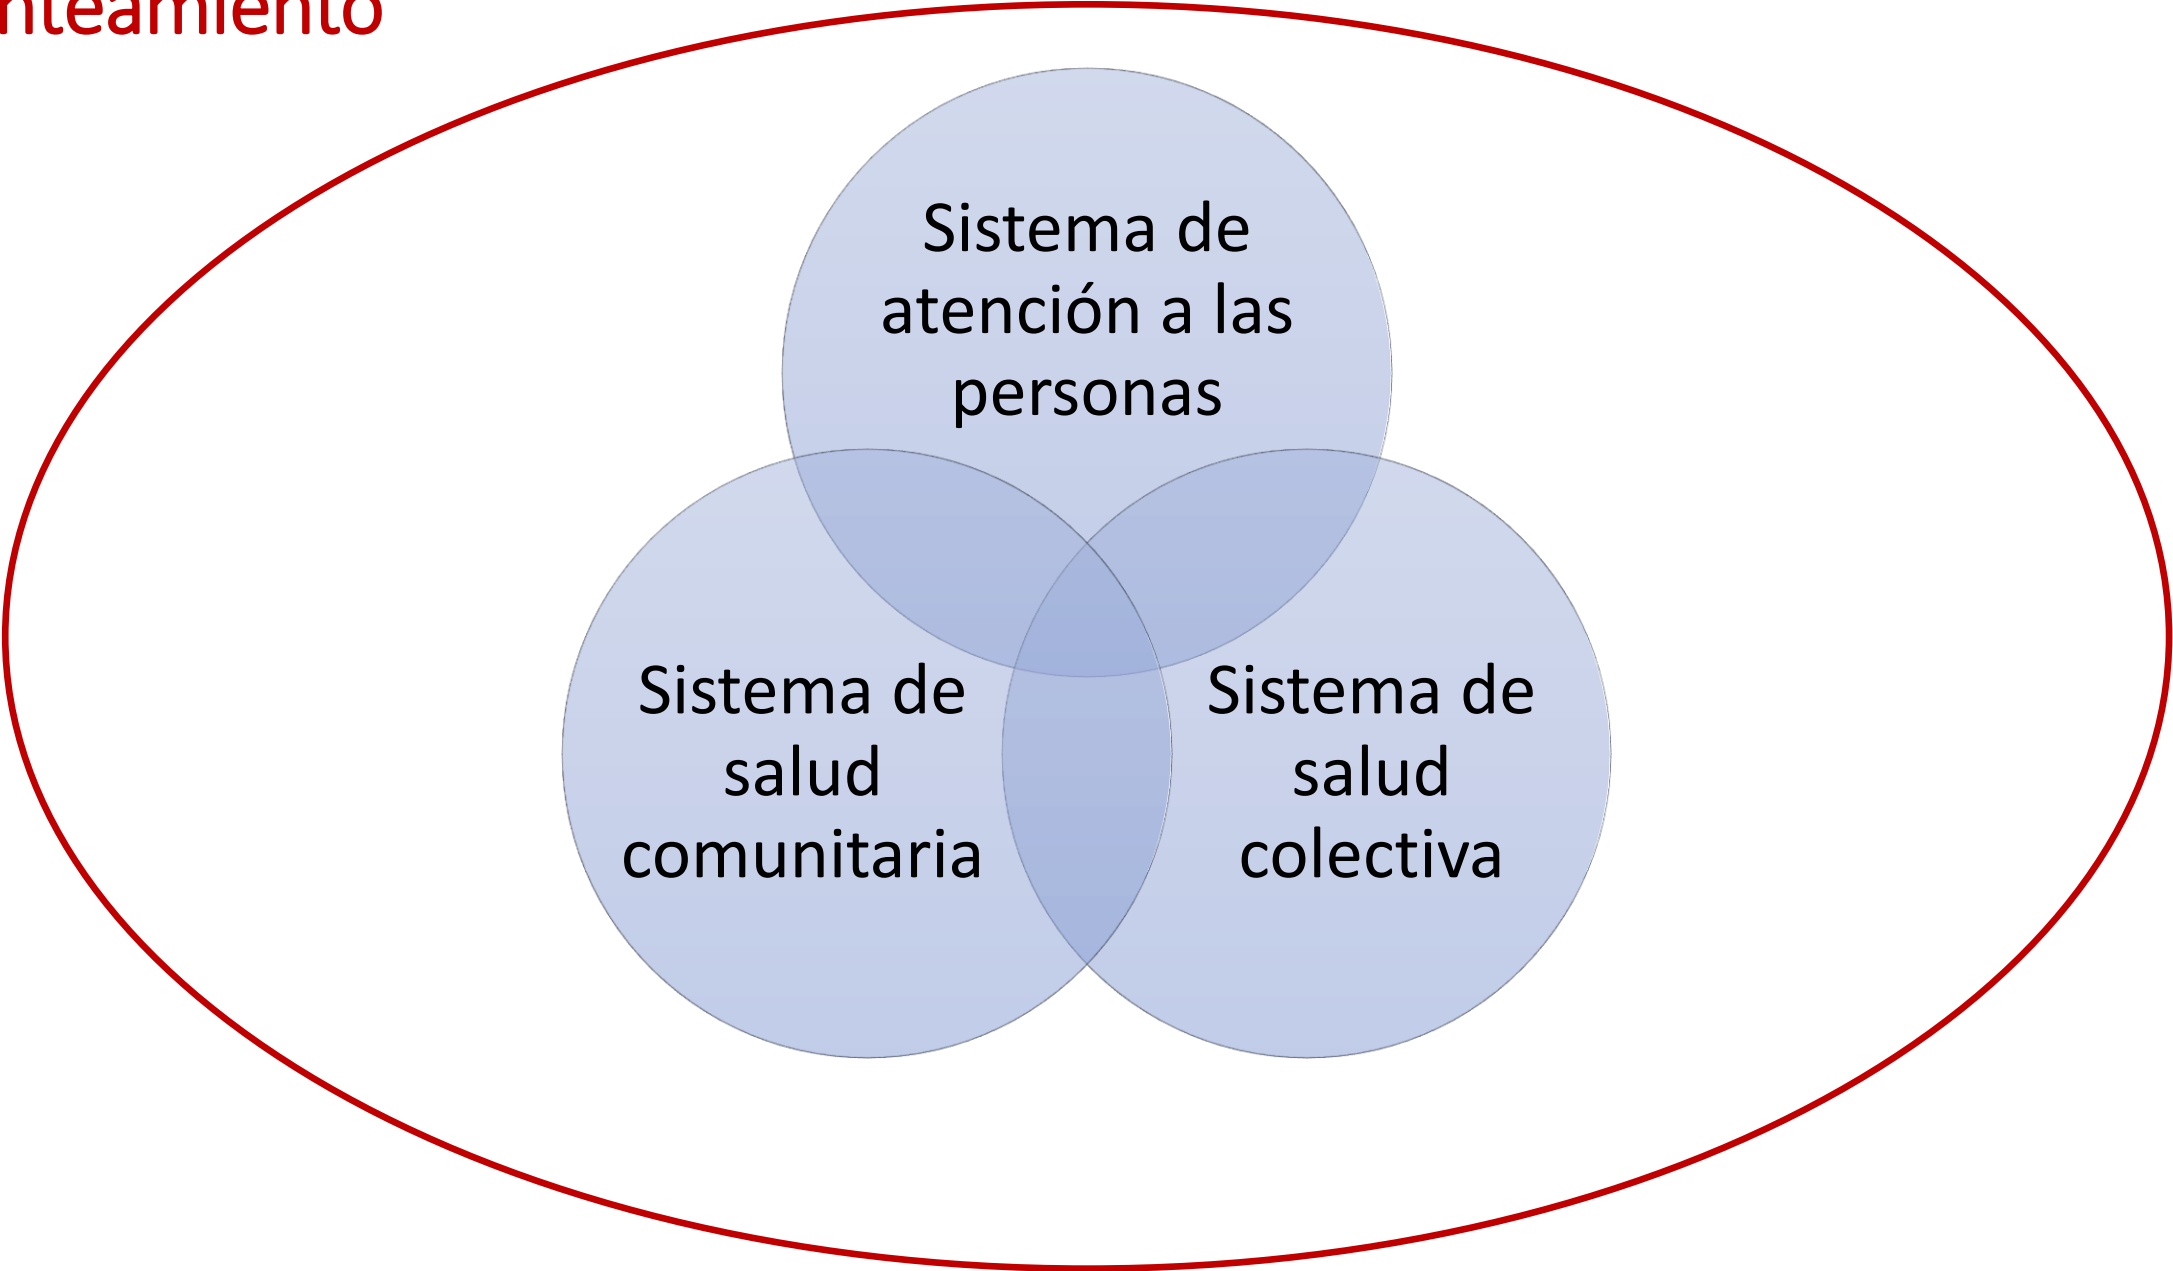 nteamiento
Sistema de
atención a las
personas
Sistema de
salud
comunitaria
Sistema de
salud
colectiva